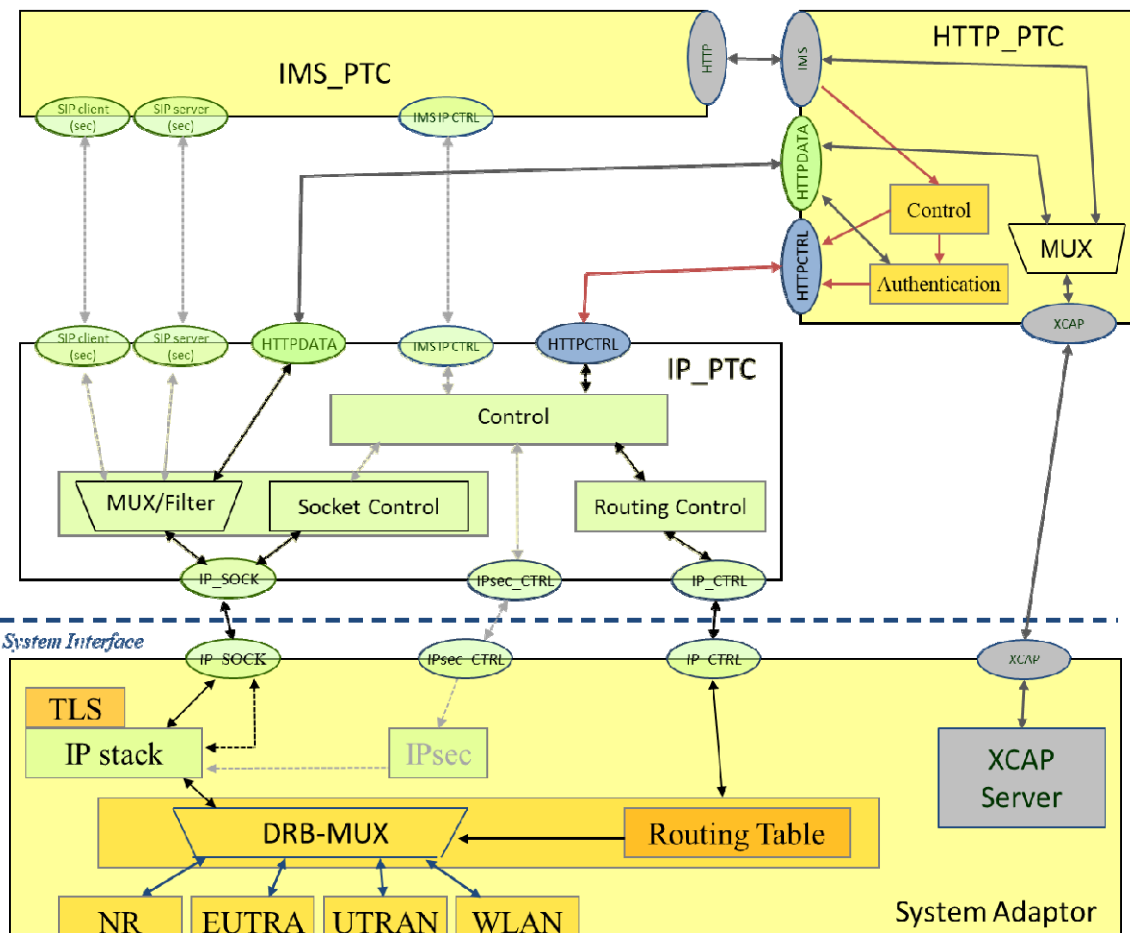 IMS_PTC
HTTP
IMS
HTTP_PTC
SIP client
(sec)
SIP server
(sec)
IMS IP CTRL
HTTPDATA
Control
HTTPCTRL
Authentication
MUX
XCAP
SIP client
(sec)
SIP server
(sec)
HTTPDATA
IMS IP CTRL
HTTPCTRL
IP_PTC
Control
MUX/Filter
Socket Control
Routing Control
IP_SOCK
IPsec_CTRL
IP_CTRL
System Interface
IP_SOCK
IPsec_CTRL
IP_CTRL
XCAP
TLS
IP stack
IPsec
XCAP
Server
DRB-MUX
Routing Table
NR
EUTRA
UTRAN
WLAN
System Adaptor